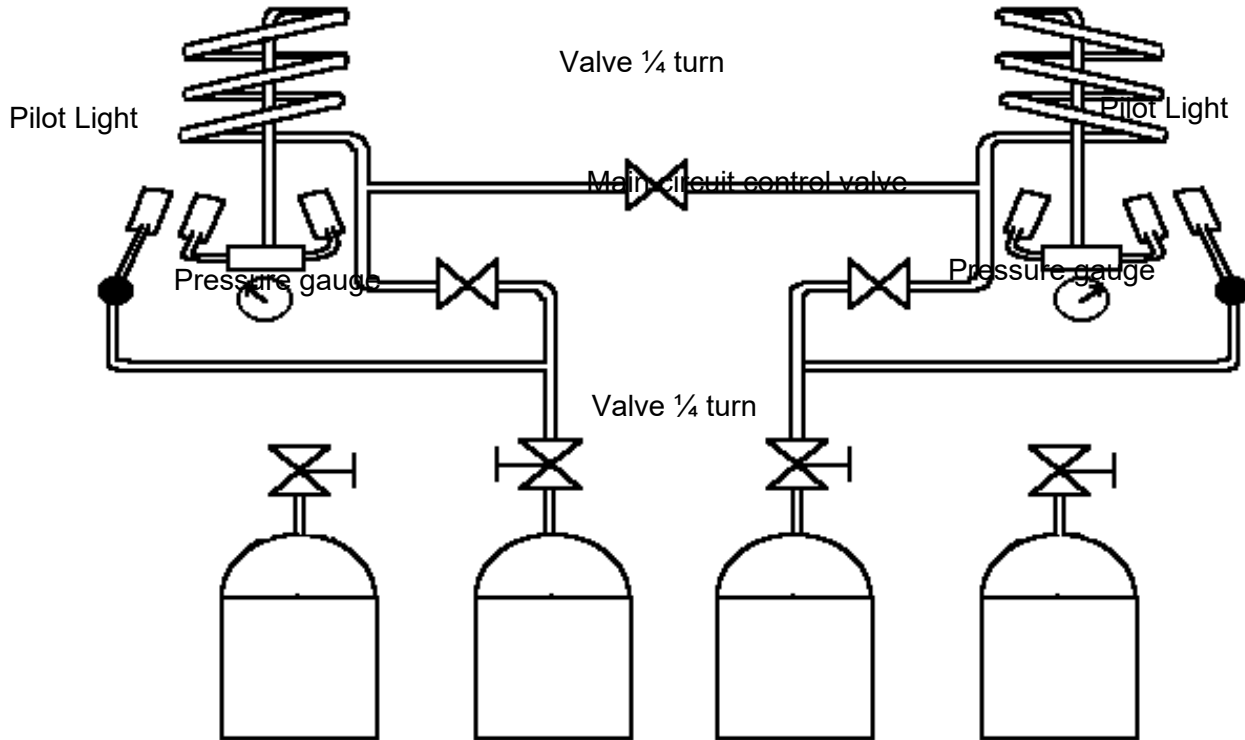 Valve ¼ turn
Pilot Light
Pilot Light
Main circuit control valve
Pressure gauge
Pressure gauge
Valve ¼ turn